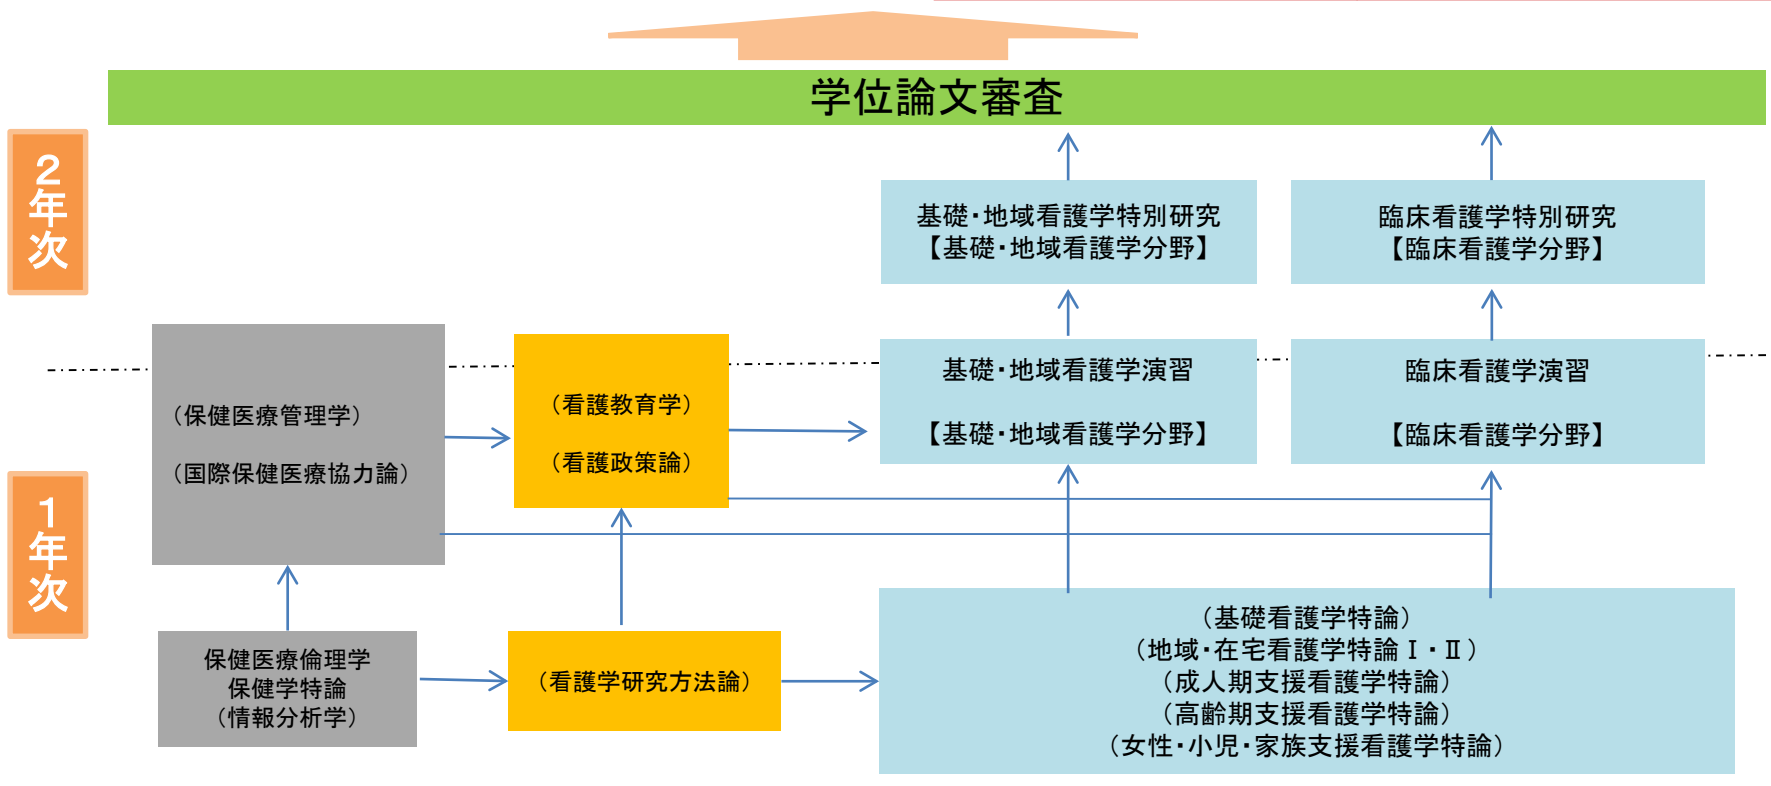 学位論文審査
2年次
基礎・地域看護学特別研究
【基礎・地域看護学分野】
臨床看護学特別研究
【臨床看護学分野】
(保健医療管理学)
(国際保健医療協力論)
(看護教育学)
(看護政策論)
基礎・地域看護学演習
【基礎・地域看護学分野】
臨床看護学演習
【臨床看護学分野】
1年次
保健医療倫理学
保健学特論
(情報分析学)
(看護学研究方法論)
(基礎看護学特論)
(地域・在宅看護学特論Ⅰ・Ⅱ)
(成人期支援看護学特論)
(高齢期支援看護学特論)
(女性・小児・家族支援看護学特論)